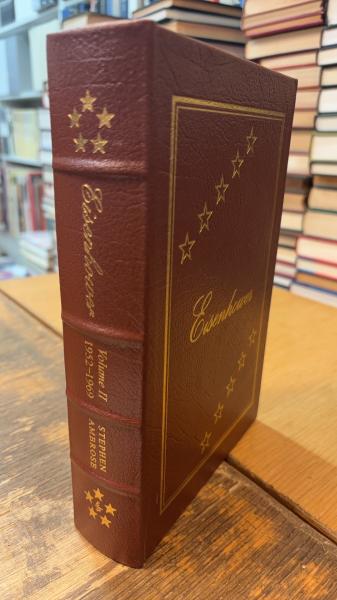 Eisenhower
Volume II
1952–1969
STEPHEN
AMBROSE
Eisenhower